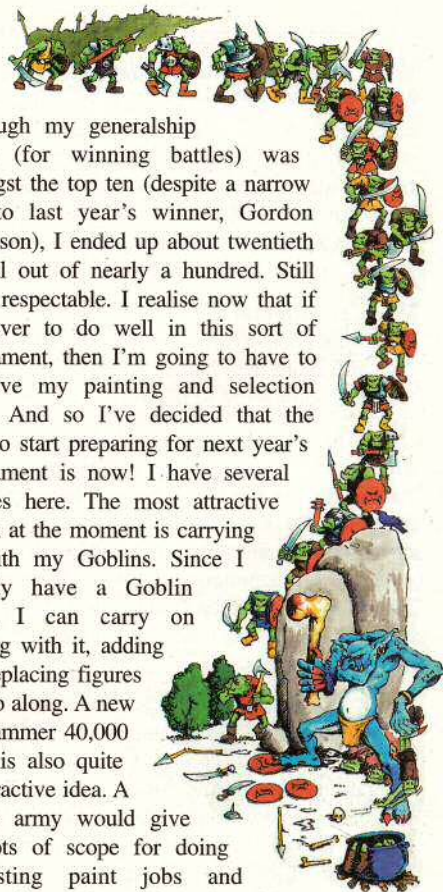 ugh my generalship
(for winning battles) was
gst the top ten (despite a narrow
to last year's winner, Gordon
son), I ended up about twentieth
l out of nearly a hundred. Still
respectable. I realise now that if
ver to do well in this sort of
ament, then I'm going to have to
ve my painting and selection
And so I've decided that the
o start preparing for next year's
ament is now! I have several
es here. The most attractive
at the moment is carrying
ith my Goblins. Since I
y have a Goblin
I can carry on
g with it, adding
eplacing figures
o along. A new
ammer 40,000
is also quite
ractive idea. A
army would give
ots of scope for doing
sting paint jobs and